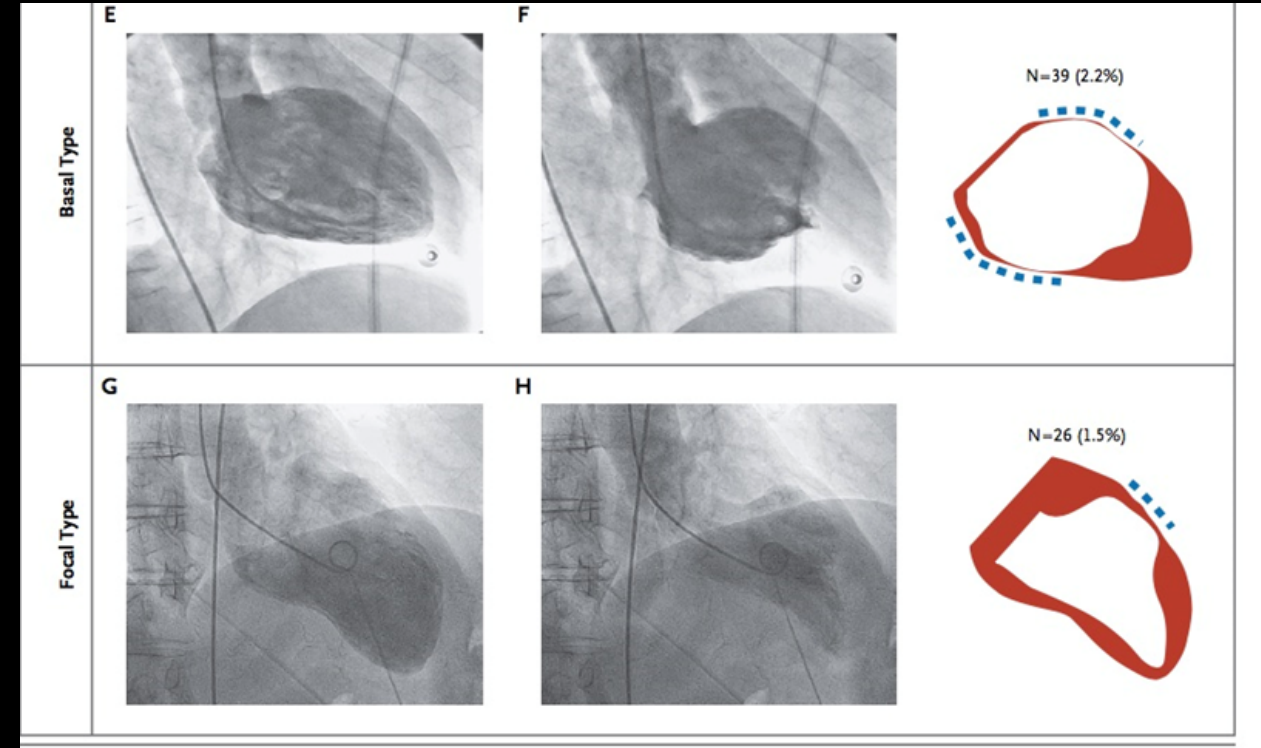 E
F
N=39 (2.2%)
Basal Type
G
H
N=26 (1.5%)
Focal Type